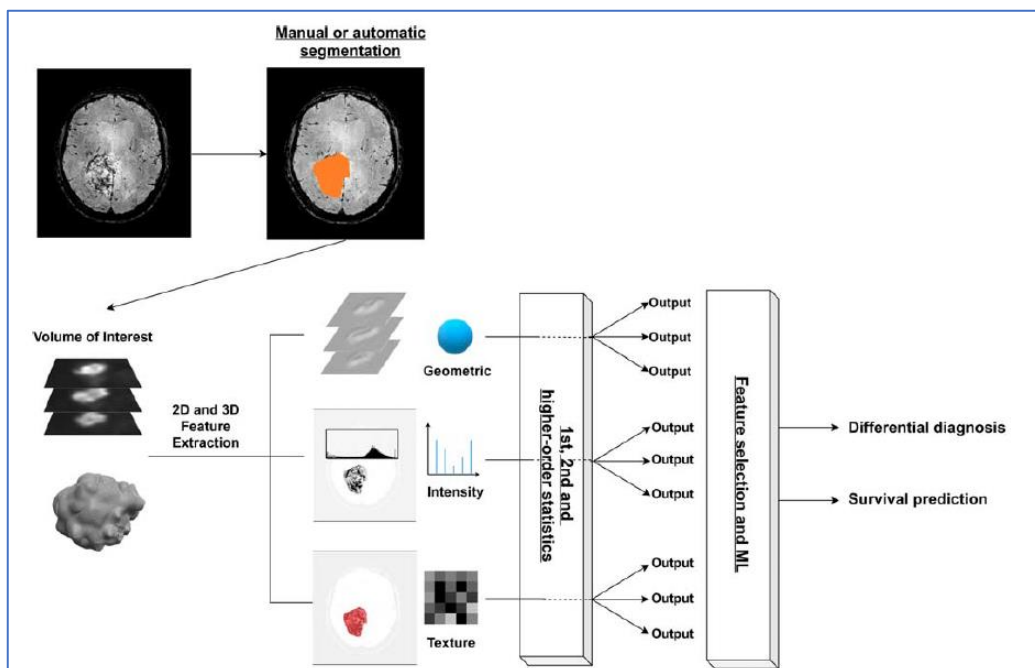 Manual or automatic
segmentation
Volume of Interest
2D and 3D
Feature
Extraction
Geometric
Intensity
Texture
1st, 2nd and
higher-order statistics
Output
Output
Output
Output
Output
Output
Output
Output
Output
Feature selection and ML
Differential diagnosis
Survival prediction